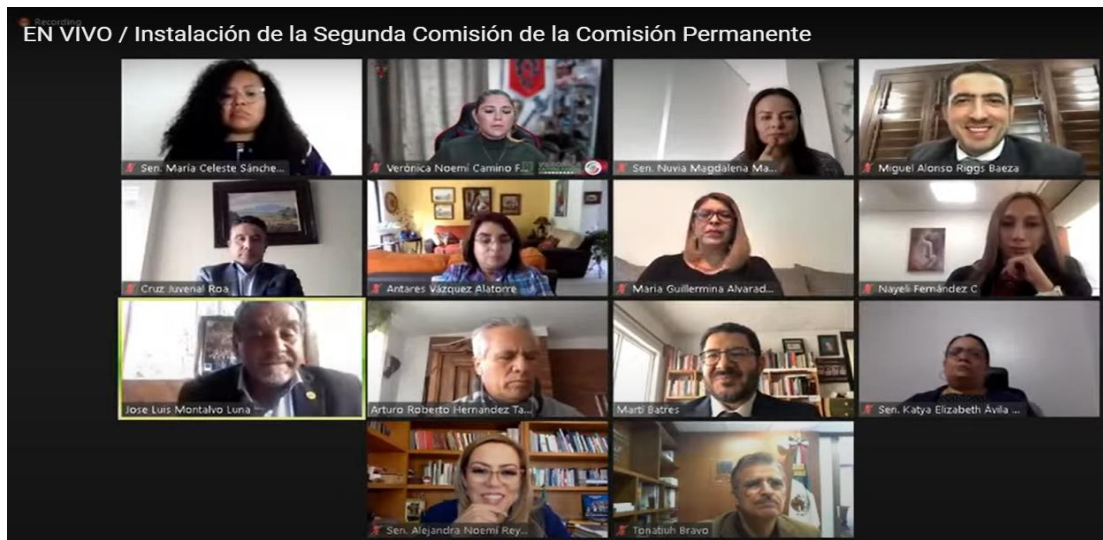 Recording
EN VIVO / Instalación de la Segunda Comisión de la Comisión Permanente
Sen. María Celeste Sánche...
Verónica Noemí Camino F...
Sen. Nuvia Magdalena Ma...
Miguel Alonso Riggs Baeza
Cruz Juvenal Roa
Antares Vázquez Alatorre
Maria Guillermina Alvarad...
Nayeli Fernández C
Jose Luis Montalvo Luna
Arturo Roberto Hernandez Ta...
Martí Batres
Sen. Katya Elizabeth Ávila ...
Sen. Alejandra Noemí Rey...
Tonatiuh Bravo